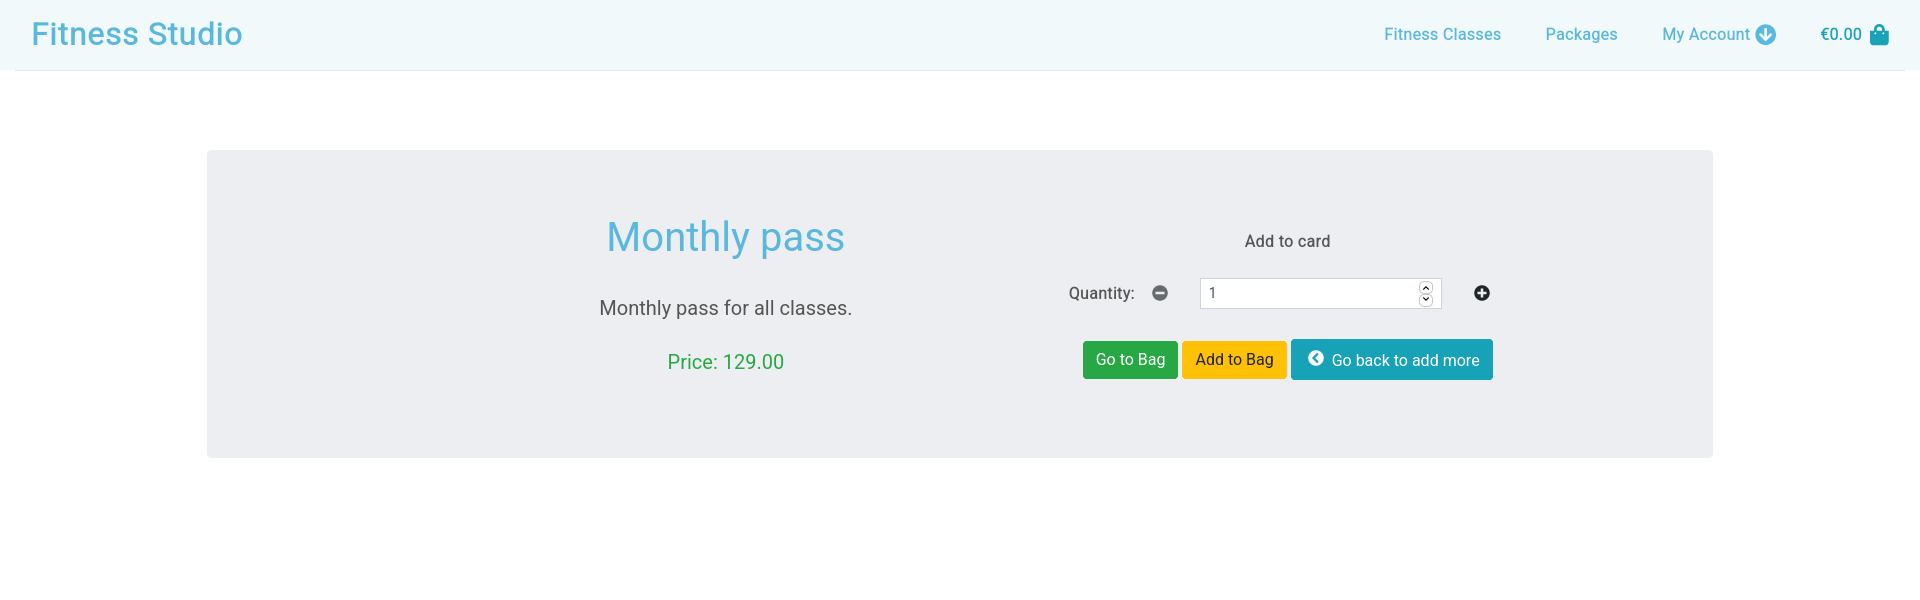 Fitness Studio
Fitness Classes
Packages
My Account
€0.00
Monthly pass
Monthly pass for all classes.
Price: 129.00
Add to card
Quantity:
1
Go to Bag
Add to Bag
Go back to add more